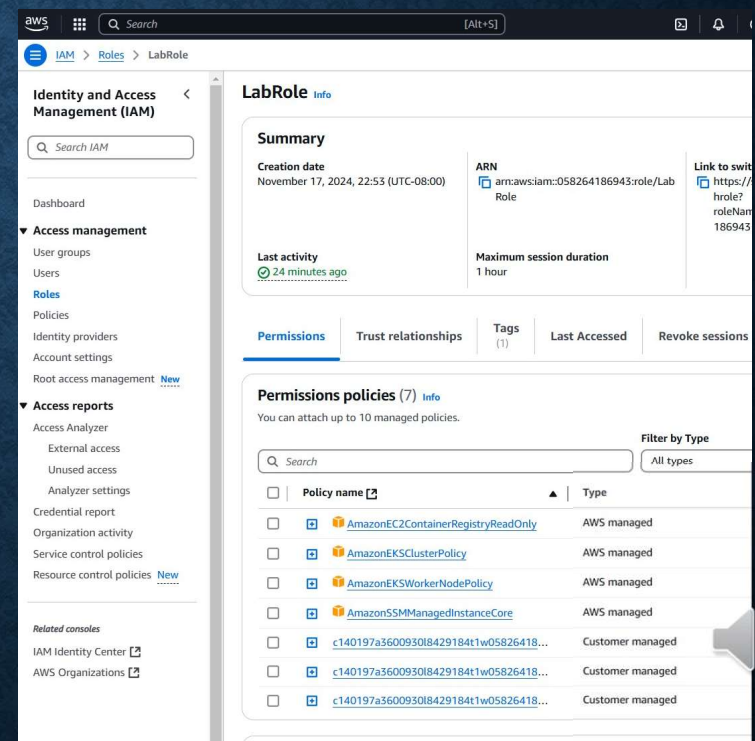 aws
Search [Alt+S]
IAM > Roles > LabRole
Identity and Access
Management (IAM)
Search IAM
Dashboard
Access management
User groups
Users
Roles
Policies
Identity providers
Account settings
Root access management New
Access reports
Access Analyzer
External access
Unused access
Analyzer settings
Credential report
Organization activity
Service control policies
Resource control policies New
Related consoles
IAM Identity Center
AWS Organizations
LabRole Info
Summary
Creation date
November 17, 2024, 22:53 (UTC-08:00)
ARN
arn:aws:iam::058264186943:role/Lab
Role
Link to swit
https://
hrole?
roleNam
186943
Last activity
24 minutes ago
Maximum session duration
1 hour
Permissions
Trust relationships
Tags
(1)
Last Accessed
Revoke sessions
Permissions policies (7) Info
You can attach up to 10 managed policies.
Filter by Type
Search
All types
Policy name Type
AmazonEC2ContainerRegistryReadOnly AWS managed
AmazonEKSClusterPolicy AWS managed
AmazonEKSWorkerNodePolicy AWS managed
AmazonSSMManagedInstanceCore AWS managed
c140197a3600930l8429184t1w05826418... Customer managed
c140197a3600930l8429184t1w05826418... Customer managed
c140197a3600930l8429184t1w05826418... Customer managed